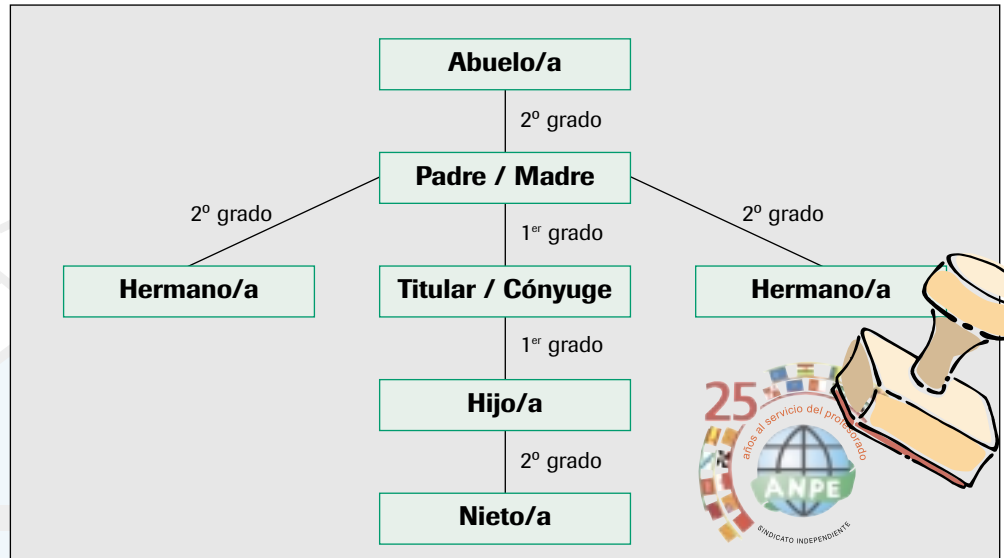 Abuelo/a
2º grado
Padre / Madre
2º grado
1er grado
2º grado
Hermano/a
Titular / Cónyuge
Hermano/a
1er grado
Hijo/a
2º grado
Nieto/a
25
años al servicio del profesorado
ANPE
SINDICATO INDEPENDIENTE